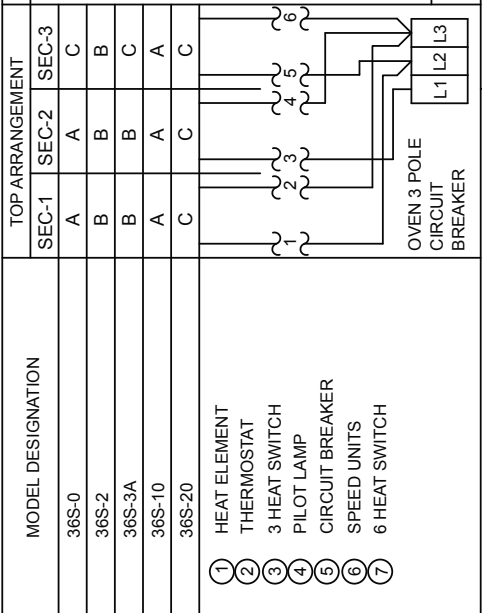 TOP ARRANGEMENT
MODEL DESIGNATION SEC-1 SEC-2 SEC-3
36S-0 A A C
36S-2 B B B
36S-3A B B C
36S-10 A A A
36S-20 C C C
1 HEAT ELEMENT
2 THERMOSTAT
3 3 HEAT SWITCH
4 PILOT LAMP
5 CIRCUIT BREAKER
6 SPEED UNITS
7 6 HEAT SWITCH
1 2 3 4 5 6
OVEN 3 POLE
CIRCUIT
BREAKER
L1 L2 L3